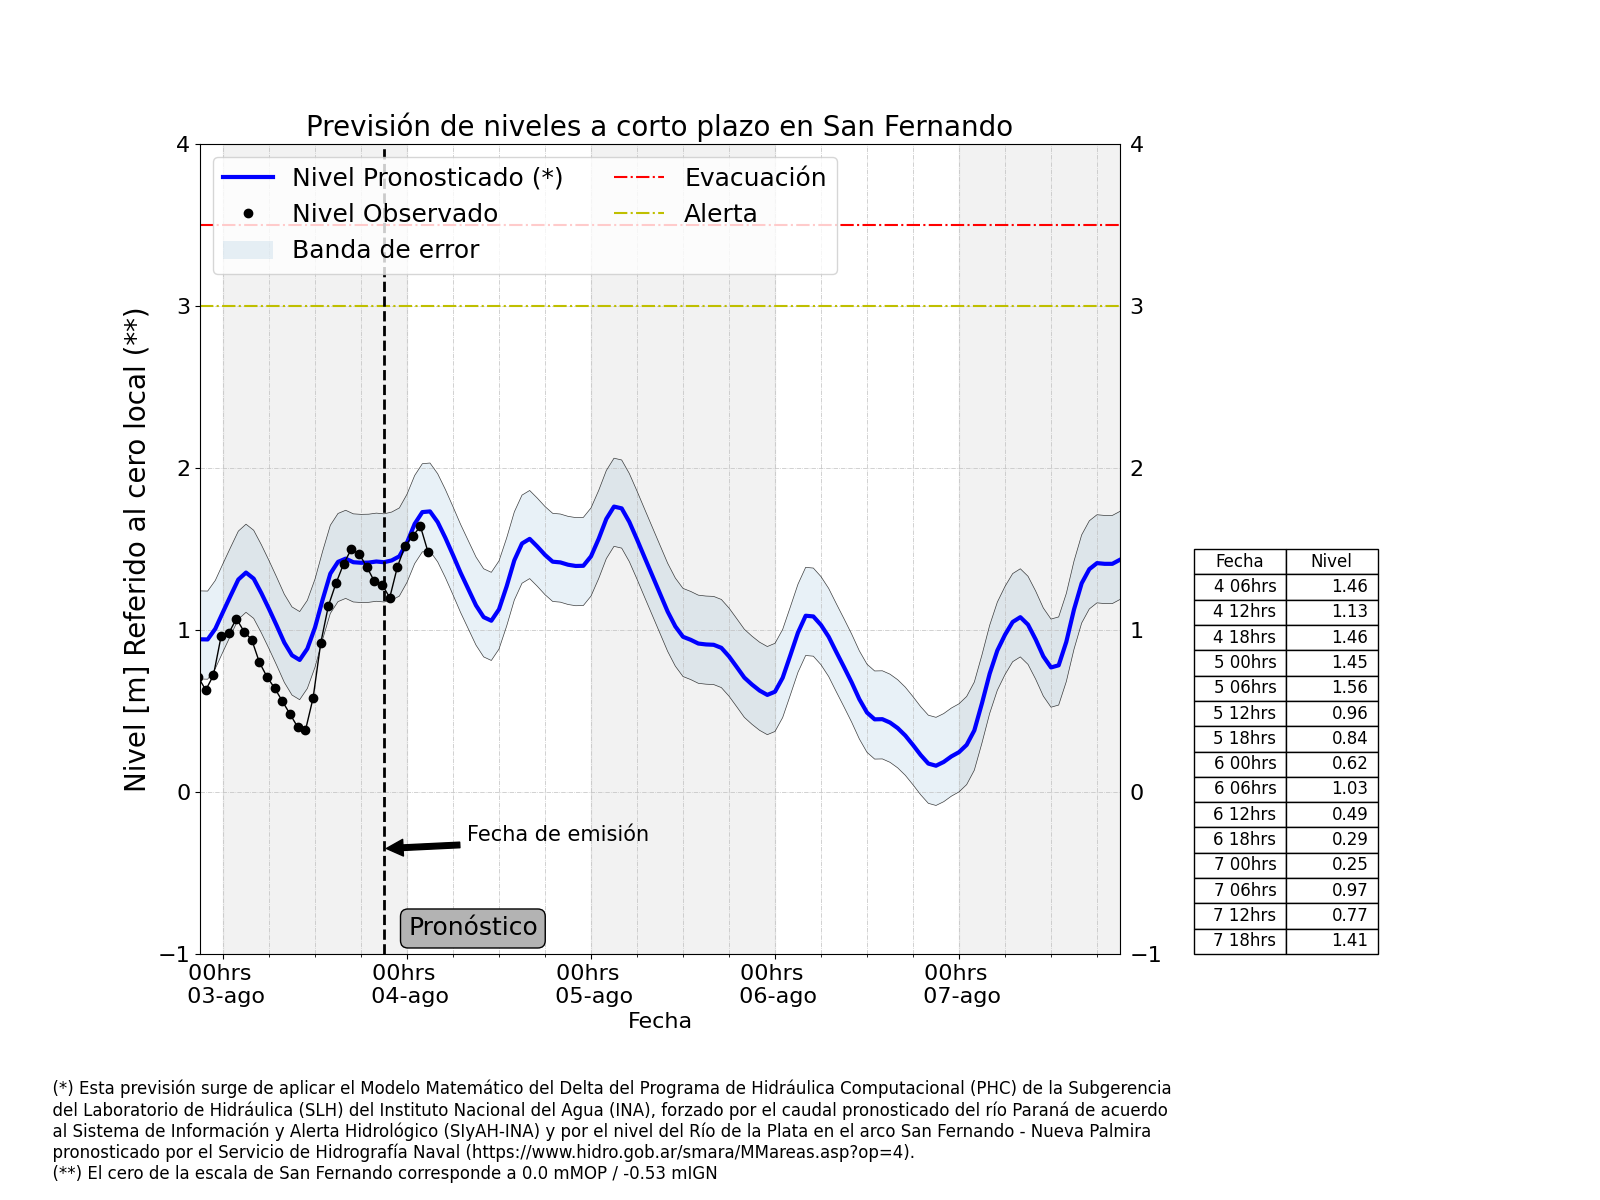 Previsión de niveles a corto plazo en San Fernando
Nivel Pronosticado (*)
Nivel Observado
Banda de error
Evacuación
Alerta
Nivel [m] Referido al cero local (**)
4
3
2
1
0
−1
4
3
2
1
0
−1
Fecha de emisión
Pronóstico
00hrs
03-ago
00hrs
04-ago
00hrs
05-ago
00hrs
06-ago
00hrs
07-ago
Fecha
Fecha Nivel
4 06hrs 1.46
4 12hrs 1.13
4 18hrs 1.46
5 00hrs 1.45
5 06hrs 1.56
5 12hrs 0.96
5 18hrs 0.84
6 00hrs 0.62
6 06hrs 1.03
6 12hrs 0.49
6 18hrs 0.29
7 00hrs 0.25
7 06hrs 0.97
7 12hrs 0.77
7 18hrs 1.41
(*) Esta previsión surge de aplicar el Modelo Matemático del Delta del Programa de Hidráulica Computacional (PHC) de la Subgerencia
del Laboratorio de Hidráulica (SLH) del Instituto Nacional del Agua (INA), forzado por el caudal pronosticado del río Paraná de acuerdo
al Sistema de Información y Alerta Hidrológico (SIyAH-INA) y por el nivel del Río de la Plata en el arco San Fernando - Nueva Palmira
pronosticado por el Servicio de Hidrografía Naval (https://www.hidro.gob.ar/smara/MMareas.asp?op=4).
(**) El cero de la escala de San Fernando corresponde a 0.0 mMOP / -0.53 mIGN